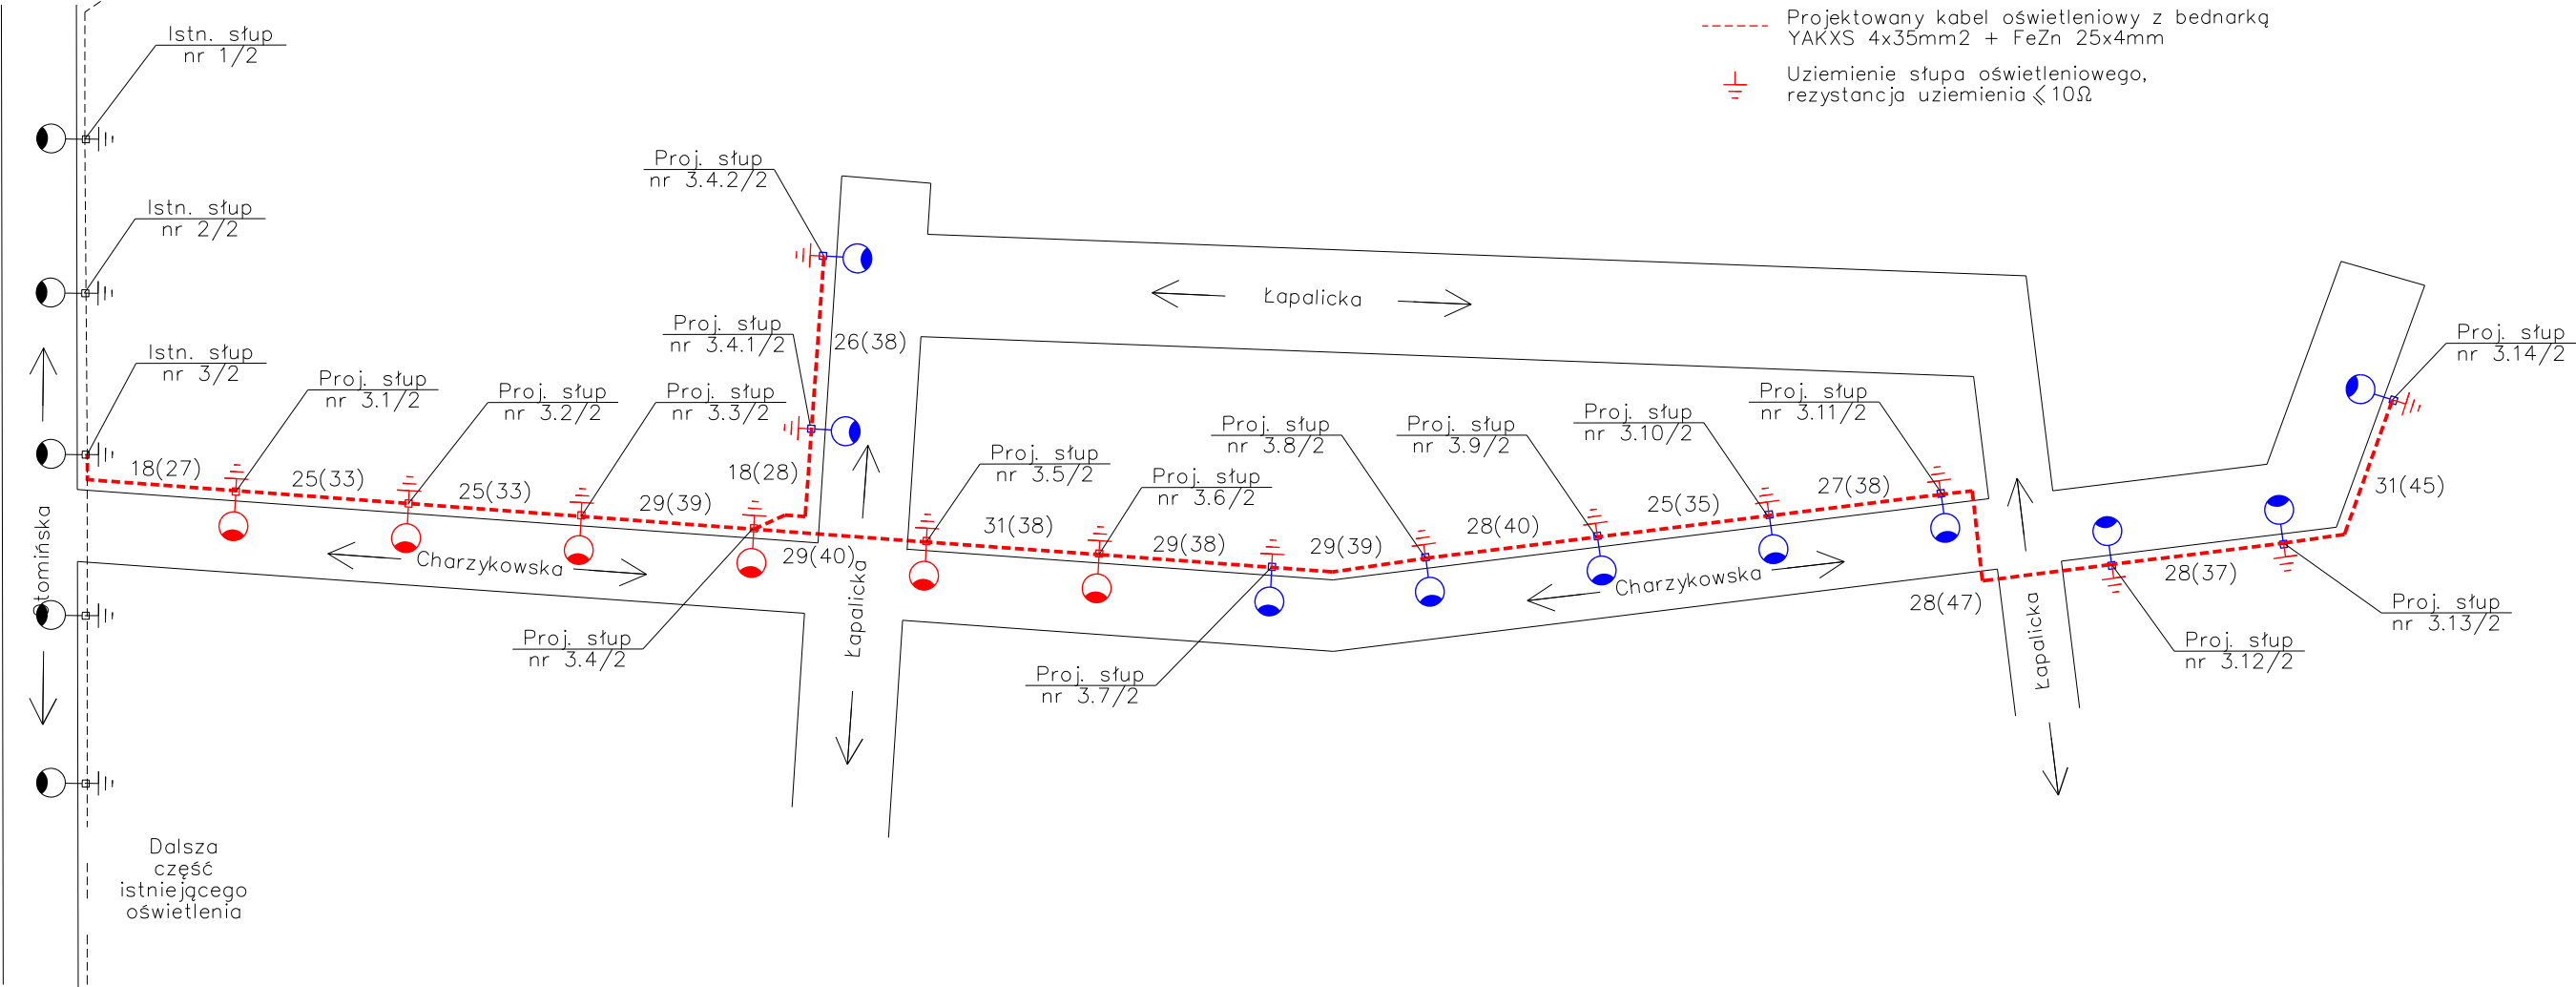 Projektowany kabel oświetleniowy z bednarką
YAKXS 4x35mm2 + FeZn 25x4mm
Uziemienie słupa oświetleniowego,
rezystancja uziemienia ⩽10Ω
Istn. słup
nr 1/2
Istn. słup
nr 2/2
Istn. słup
nr 3/2
Proj. słup
nr 3.4.2/2
Proj. słup
nr 3.4.1/2
26(38)
Łapalicka
Proj. słup
nr 3.1/2
Proj. słup
nr 3.2/2
Proj. słup
nr 3.3/2
Proj. słup
nr 3.5/2
Proj. słup
nr 3.6/2
Proj. słup
nr 3.8/2
Proj. słup
nr 3.9/2
Proj. słup
nr 3.10/2
Proj. słup
nr 3.11/2
Proj. słup
nr 3.14/2
18(27)
25(33)
25(33)
29(39)
18(28)
29(40)
31(38)
29(38)
29(39)
28(40)
25(35)
27(38)
28(47)
28(37)
31(45)
Otomińska
Charzykowska
Łapalicka
Charzykowska
Łapalicka
Proj. słup
nr 3.4/2
Proj. słup
nr 3.7/2
Proj. słup
nr 3.12/2
Proj. słup
nr 3.13/2
Dalsza
część
istniejącego
oświetlenia